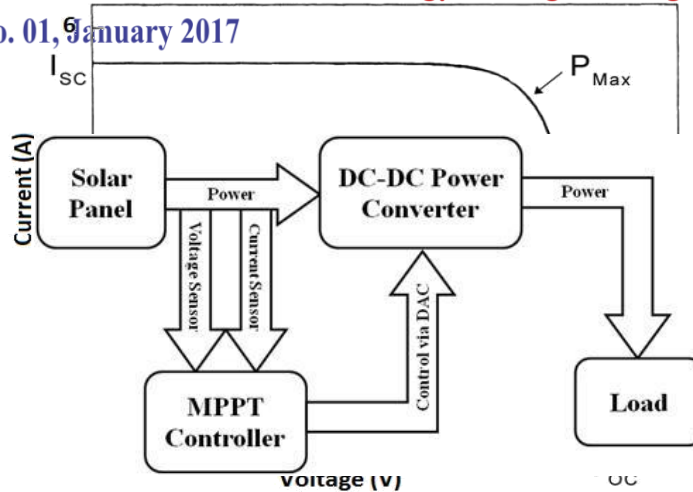 o. 01, January 2017
6
I SC
P Max
Current (A)
Solar
Panel
Power
DC-DC Power
Converter
Power
Voltage Sensor
Current Sensor
Control via DAC
MPPT
Controller
Load
Voltage (V)
OC